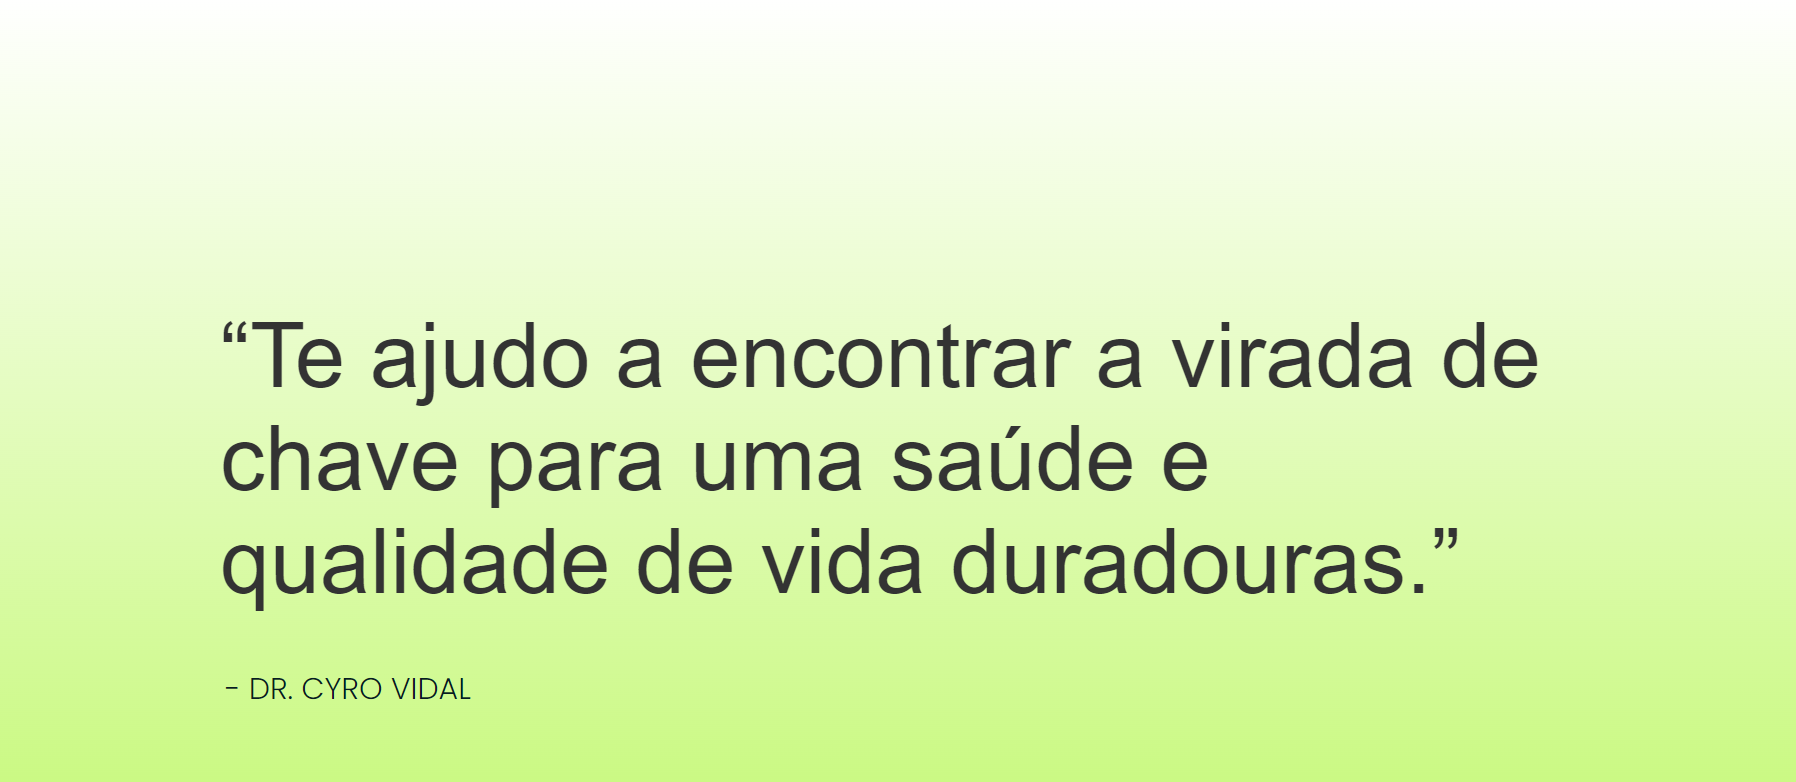 “Te ajudo a encontrar a virada de
chave para uma saúde e
qualidade de vida duradouras.”
- DR. CYRO VIDAL